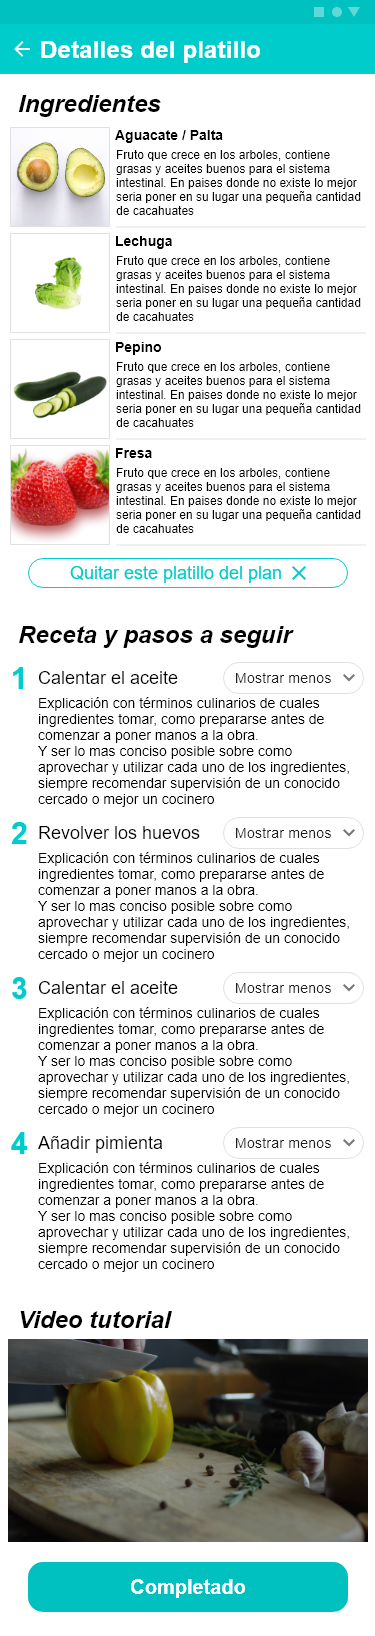 Detalles del platillo
Ingredientes
Aguacate / Palta
Fruto que crece en los arboles, contiene
grasas y aceites buenos para el sistema
intestinal. En paises donde no existe lo mejor
seria poner en su lugar una pequeña cantidad
de cacahuates
Lechuga
Fruto que crece en los arboles, contiene
grasas y aceites buenos para el sistema
intestinal. En paises donde no existe lo mejor
seria poner en su lugar una pequeña cantidad
de cacahuates
Pepino
Fruto que crece en los arboles, contiene
grasas y aceites buenos para el sistema
intestinal. En paises donde no existe lo mejor
seria poner en su lugar una pequeña cantidad
de cacahuates
Fresa
Fruto que crece en los arboles, contiene
grasas y aceites buenos para el sistema
intestinal. En paises donde no existe lo mejor
seria poner en su lugar una pequeña cantidad
de cacahuates
Quitar este platillo del plan
Receta y pasos a seguir
1 Calentar el aceite Mostrar menos
Explicación con términos culinarios de cuales
ingredientes tomar, como prepararse antes de
comenzar a poner manos a la obra.
Y ser lo mas conciso posible sobre como
aprovechar y utilizar cada uno de los ingredientes,
siempre recomendar supervisión de un conocido
cercado o mejor un cocinero
2 Revolver los huevos Mostrar menos
Explicación con términos culinarios de cuales
ingredientes tomar, como prepararse antes de
comenzar a poner manos a la obra.
Y ser lo mas conciso posible sobre como
aprovechar y utilizar cada uno de los ingredientes,
siempre recomendar supervisión de un conocido
cercado o mejor un cocinero
3 Calentar el aceite Mostrar menos
Explicación con términos culinarios de cuales
ingredientes tomar, como prepararse antes de
comenzar a poner manos a la obra.
Y ser lo mas conciso posible sobre como
aprovechar y utilizar cada uno de los ingredientes,
siempre recomendar supervisión de un conocido
cercado o mejor un cocinero
4 Añadir pimienta Mostrar menos
Explicación con términos culinarios de cuales
ingredientes tomar, como prepararse antes de
comenzar a poner manos a la obra.
Y ser lo mas conciso posible sobre como
aprovechar y utilizar cada uno de los ingredientes,
siempre recomendar supervisión de un conocido
cercado o mejor un cocinero
Video tutorial
Completado